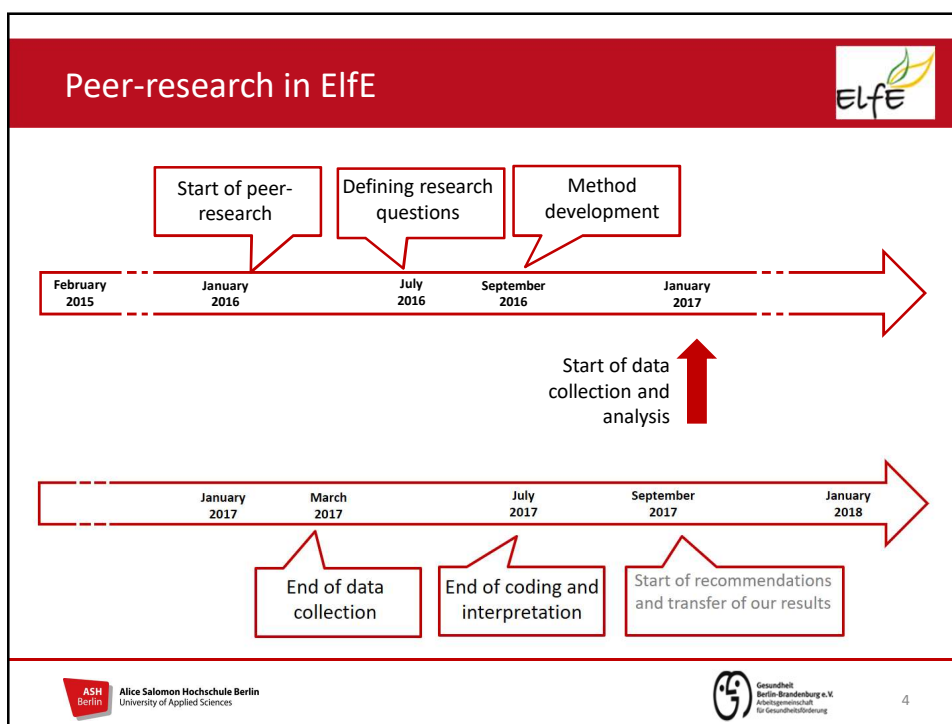 Peer-research in ElfE
ELfE
Start of peer-
research
Defining research
questions
Method
development
February
2015
January
2016
July
2016
September
2016
January
2017
Start of data
collection and
analysis
January
2017
March
2017
July
2017
September
2017
January
2018
End of data
collection
End of coding and
interpretation
Start of recommendations
and transfer of our results
ASH
Berlin
Alice Salomon Hochschule Berlin
University of Applied Sciences
Gesundheit
Berlin-Brandenburg e.V.
Arbeitsgemeinschaft
für Gesundheitsförderung
4